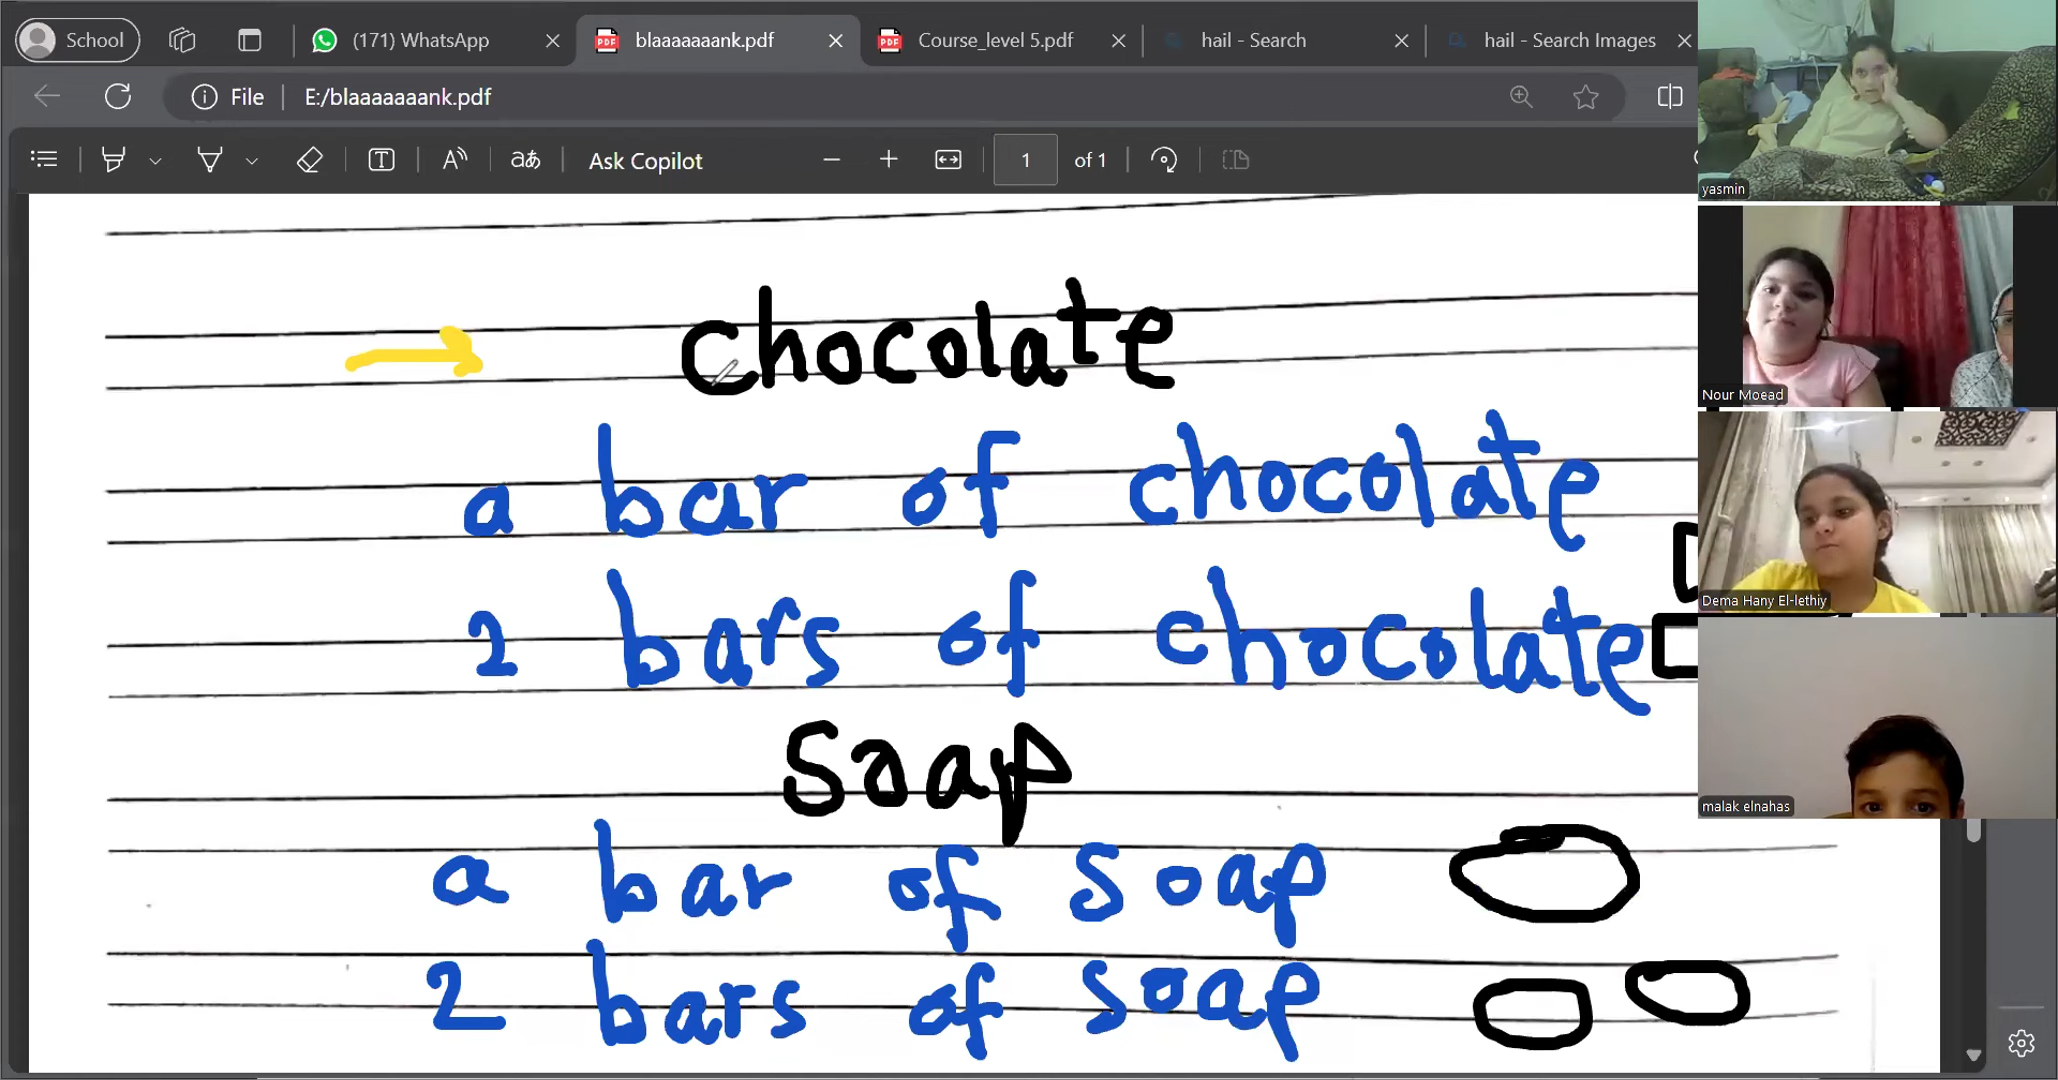 School
(171) WhatsApp
blaaaaaaank.pdf
Course_level 5.pdf
hail - Search
hail - Search Images
File
E:/blaaaaaaank.pdf
Ask Copilot
1 of 1
chocolate
a bar of chocolate
2 bars of chocolate
Soap
a bar of soap
2 bars of soap
yasmin
Nour Moead
Dema Hany El-lethiy
malak elnahas